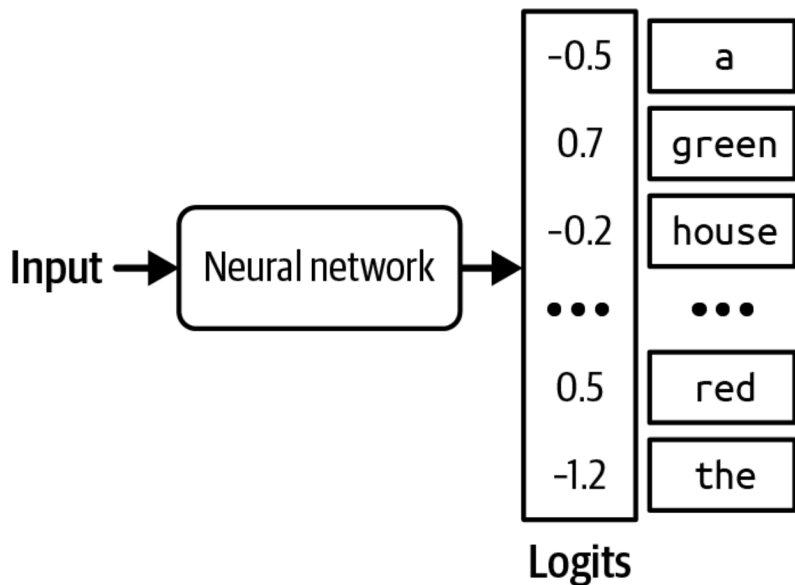 -0.5 a
0.7 green
-0.2 house
Input Neural network
... ...
0.5 red
-1.2 the
Logits